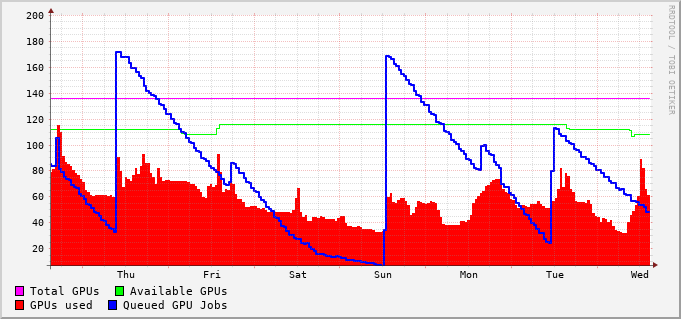 200
180
160
140
120
100
80
60
40
20
Thu Fri Sat Sun Mon Tue Wed
Total GPUs Available GPUs
GPUs used Queued GPU Jobs
RRDTOOL / TOBI OETIKER